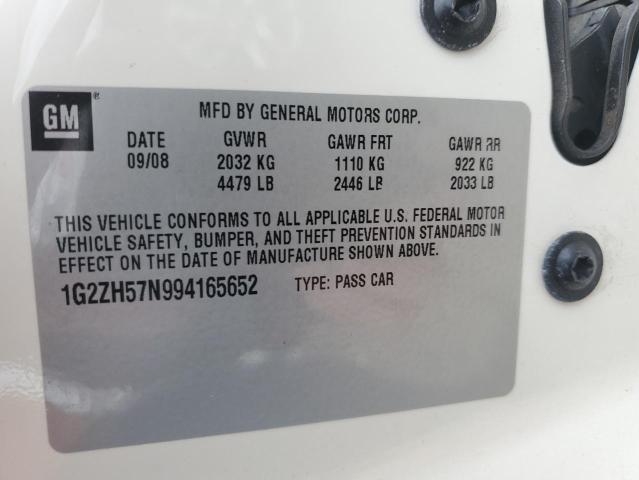 GM ®
MFD BY GENERAL MOTORS CORP.
DATE GVWR GAWR FRT GAWR RR
09/08 2032 KG 1110 KG 922 KG
4479 LB 2446 LB 2033 LB
THIS VEHICLE CONFORMS TO ALL APPLICABLE U.S. FEDERAL MOTOR
VEHICLE SAFETY, BUMPER, AND THEFT PREVENTION STANDARDS IN
EFFECT ON THE DATE OF MANUFACTURE SHOWN ABOVE.
1G2ZH57N994165652 TYPE: PASS CAR